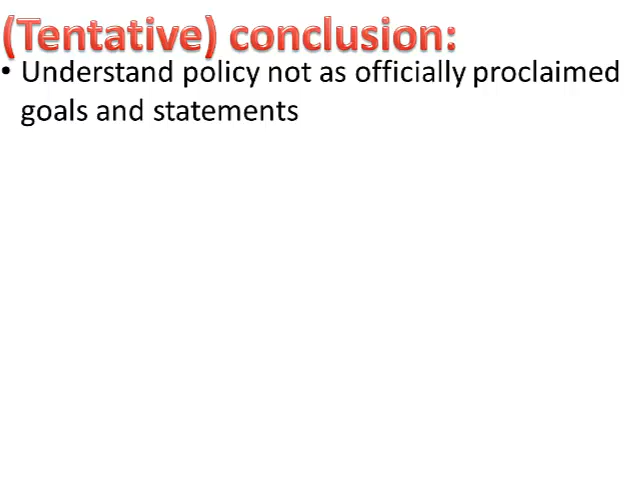 (Tentative) conclusion:
• Understand policy not as officially proclaimed
goals and statements